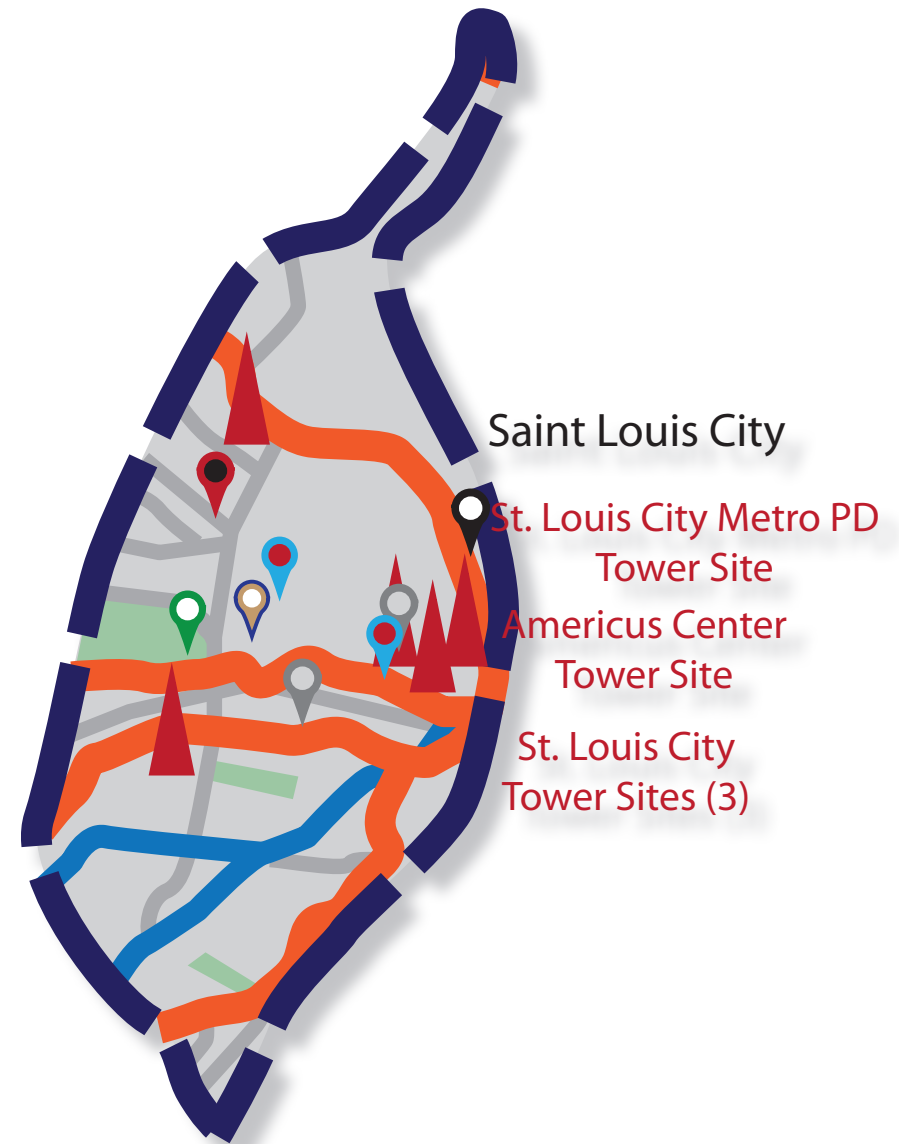 Saint Louis City
St. Louis City Metro PD
Tower Site
Americus Center
Tower Site
St. Louis City
Tower Sites (3)